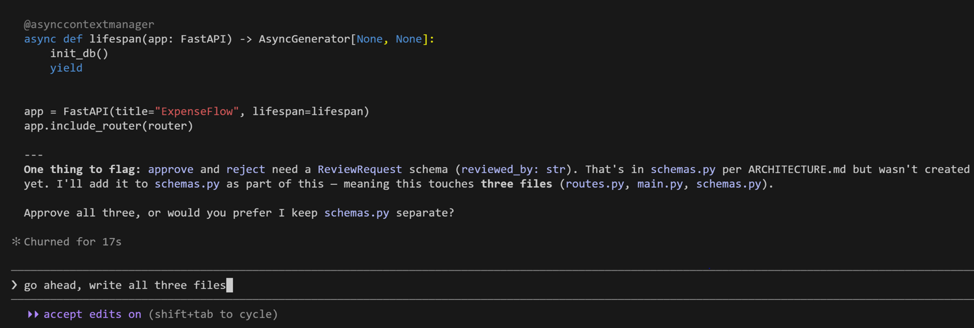 @asynccontextmanager
async def lifespan(app: FastAPI) -> AsyncGenerator[None, None]:
    init_db()
    yield
app = FastAPI(title="ExpenseFlow", lifespan=lifespan)
app.include_router(router)
---
One thing to flag: approve and reject need a ReviewRequest schema (reviewed_by: str). That's in schemas.py per ARCHITECTURE.md but wasn't created
yet. I'll add it to schemas.py as part of this — meaning this touches three files (routes.py, main.py, schemas.py).
Approve all three, or would you prefer I keep schemas.py separate?
✻ Churned for 17s
❯ go ahead, write all three files
⏵⏵ accept edits on (shift+tab to cycle)